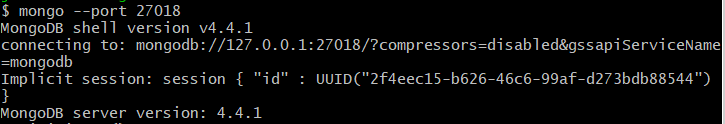 $ mongo --port 27018
MongoDB shell version v4.4.1
connecting to: mongodb://127.0.0.1:27018/?compressors=disabled&gssapiServiceName
=mongodb
Implicit session: session { "id" : UUID("2f4eec15-b626-46c6-99af-d273bdb88544")
}
MongoDB server version: 4.4.1